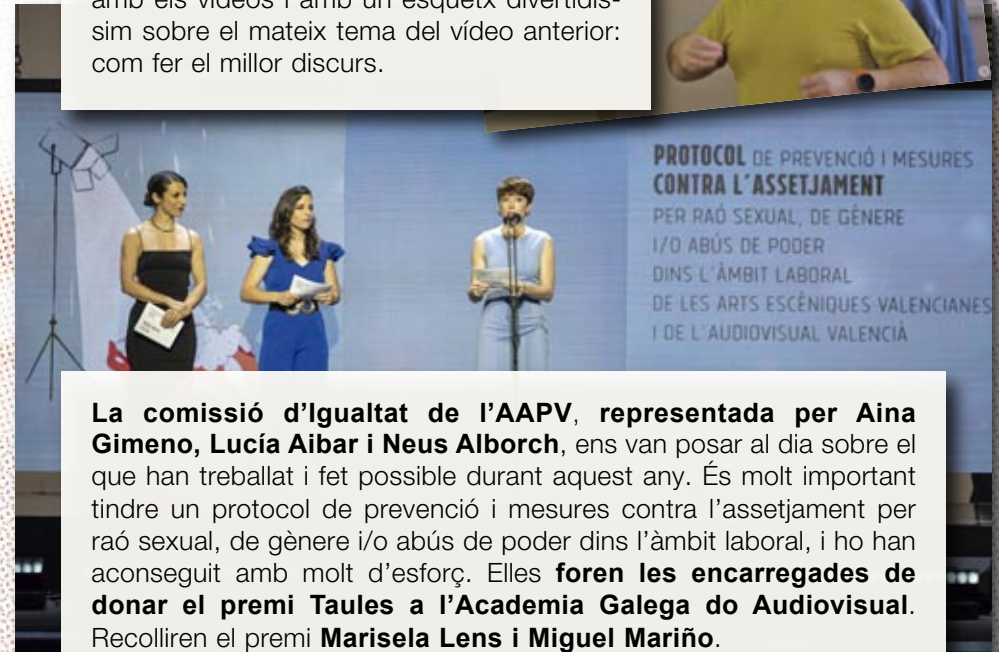 amb els vídeos i amb un esquetx divertidís-
sim sobre el mateix tema del vídeo anterior:
com fer el millor discurs.
PROTOCOL DE PREVENCIÓ I MESURES
CONTRA L'ASSETJAMENT
PER RAÓ SEXUAL, DE GÈNERE
I/O ABÚS DE PODER
DINS L'ÀMBIT LABORAL
DE LES ARTS ESCÈNIQUES VALENCIANES
I DE L'AUDIOVISUAL VALENCIÀ
La comissió d'Igualtat de l'AAPV, representada per Aina
Gimeno, Lucía Aibar i Neus Alborch, ens van posar al dia sobre el
que han treballat i fet possible durant aquest any. És molt important
tindre un protocol de prevenció i mesures contra l'assetjament per
raó sexual, de gènere i/o abús de poder dins l'àmbit laboral, i ho han
aconseguit amb molt d'esforç. Elles foren les encarregades de
donar el premi Taules a l'Academia Galega do Audiovisual.
Recolliren el premi Marisela Lens i Miguel Mariño.